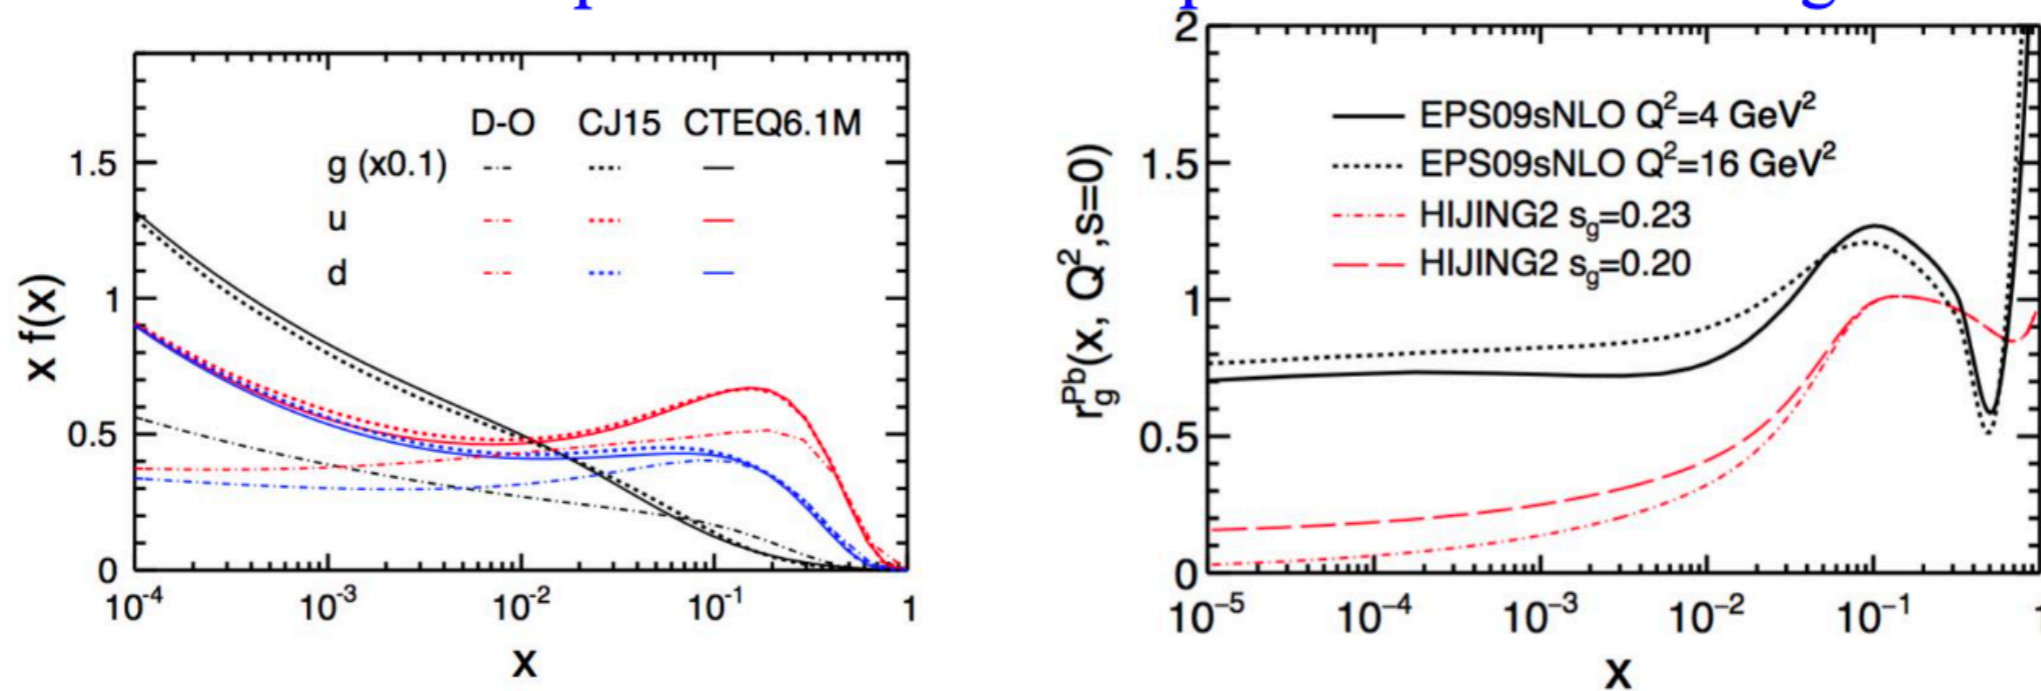 1.5
1
0.5
0
10⁻⁴
10⁻³
10⁻²
10⁻¹
1
x f(x)
x
D-O CJ15 CTEQ6.1M
g (x0.1)
u
d
2
1.5
1
0.5
0
10⁻⁵
10⁻⁴
10⁻³
10⁻²
10⁻¹
r_g^Pb(x, Q²,s=0)
x
EPS09sNLO Q²=4 GeV²
EPS09sNLO Q²=16 GeV²
HIJING2 s_g=0.23
HIJING2 s_g=0.20